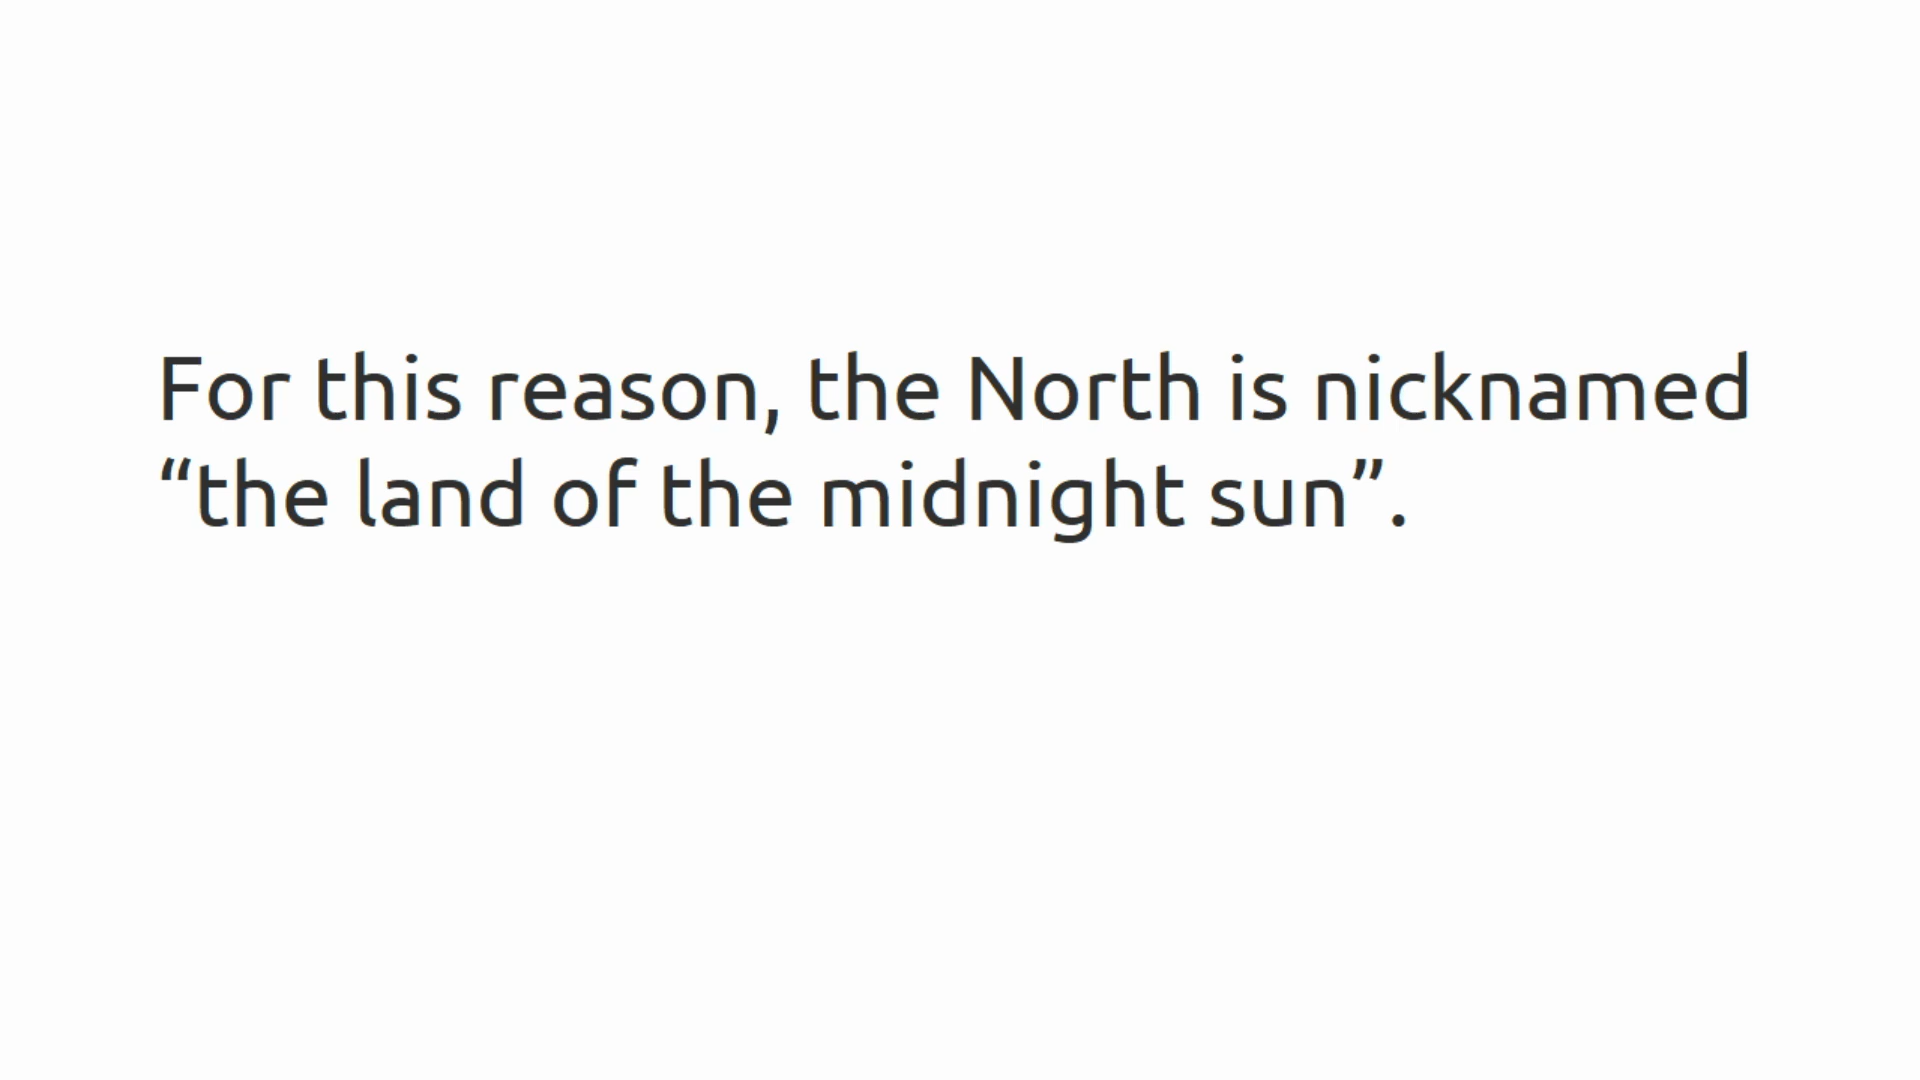 For this reason, the North is nicknamed
“the land of the midnight sun”.